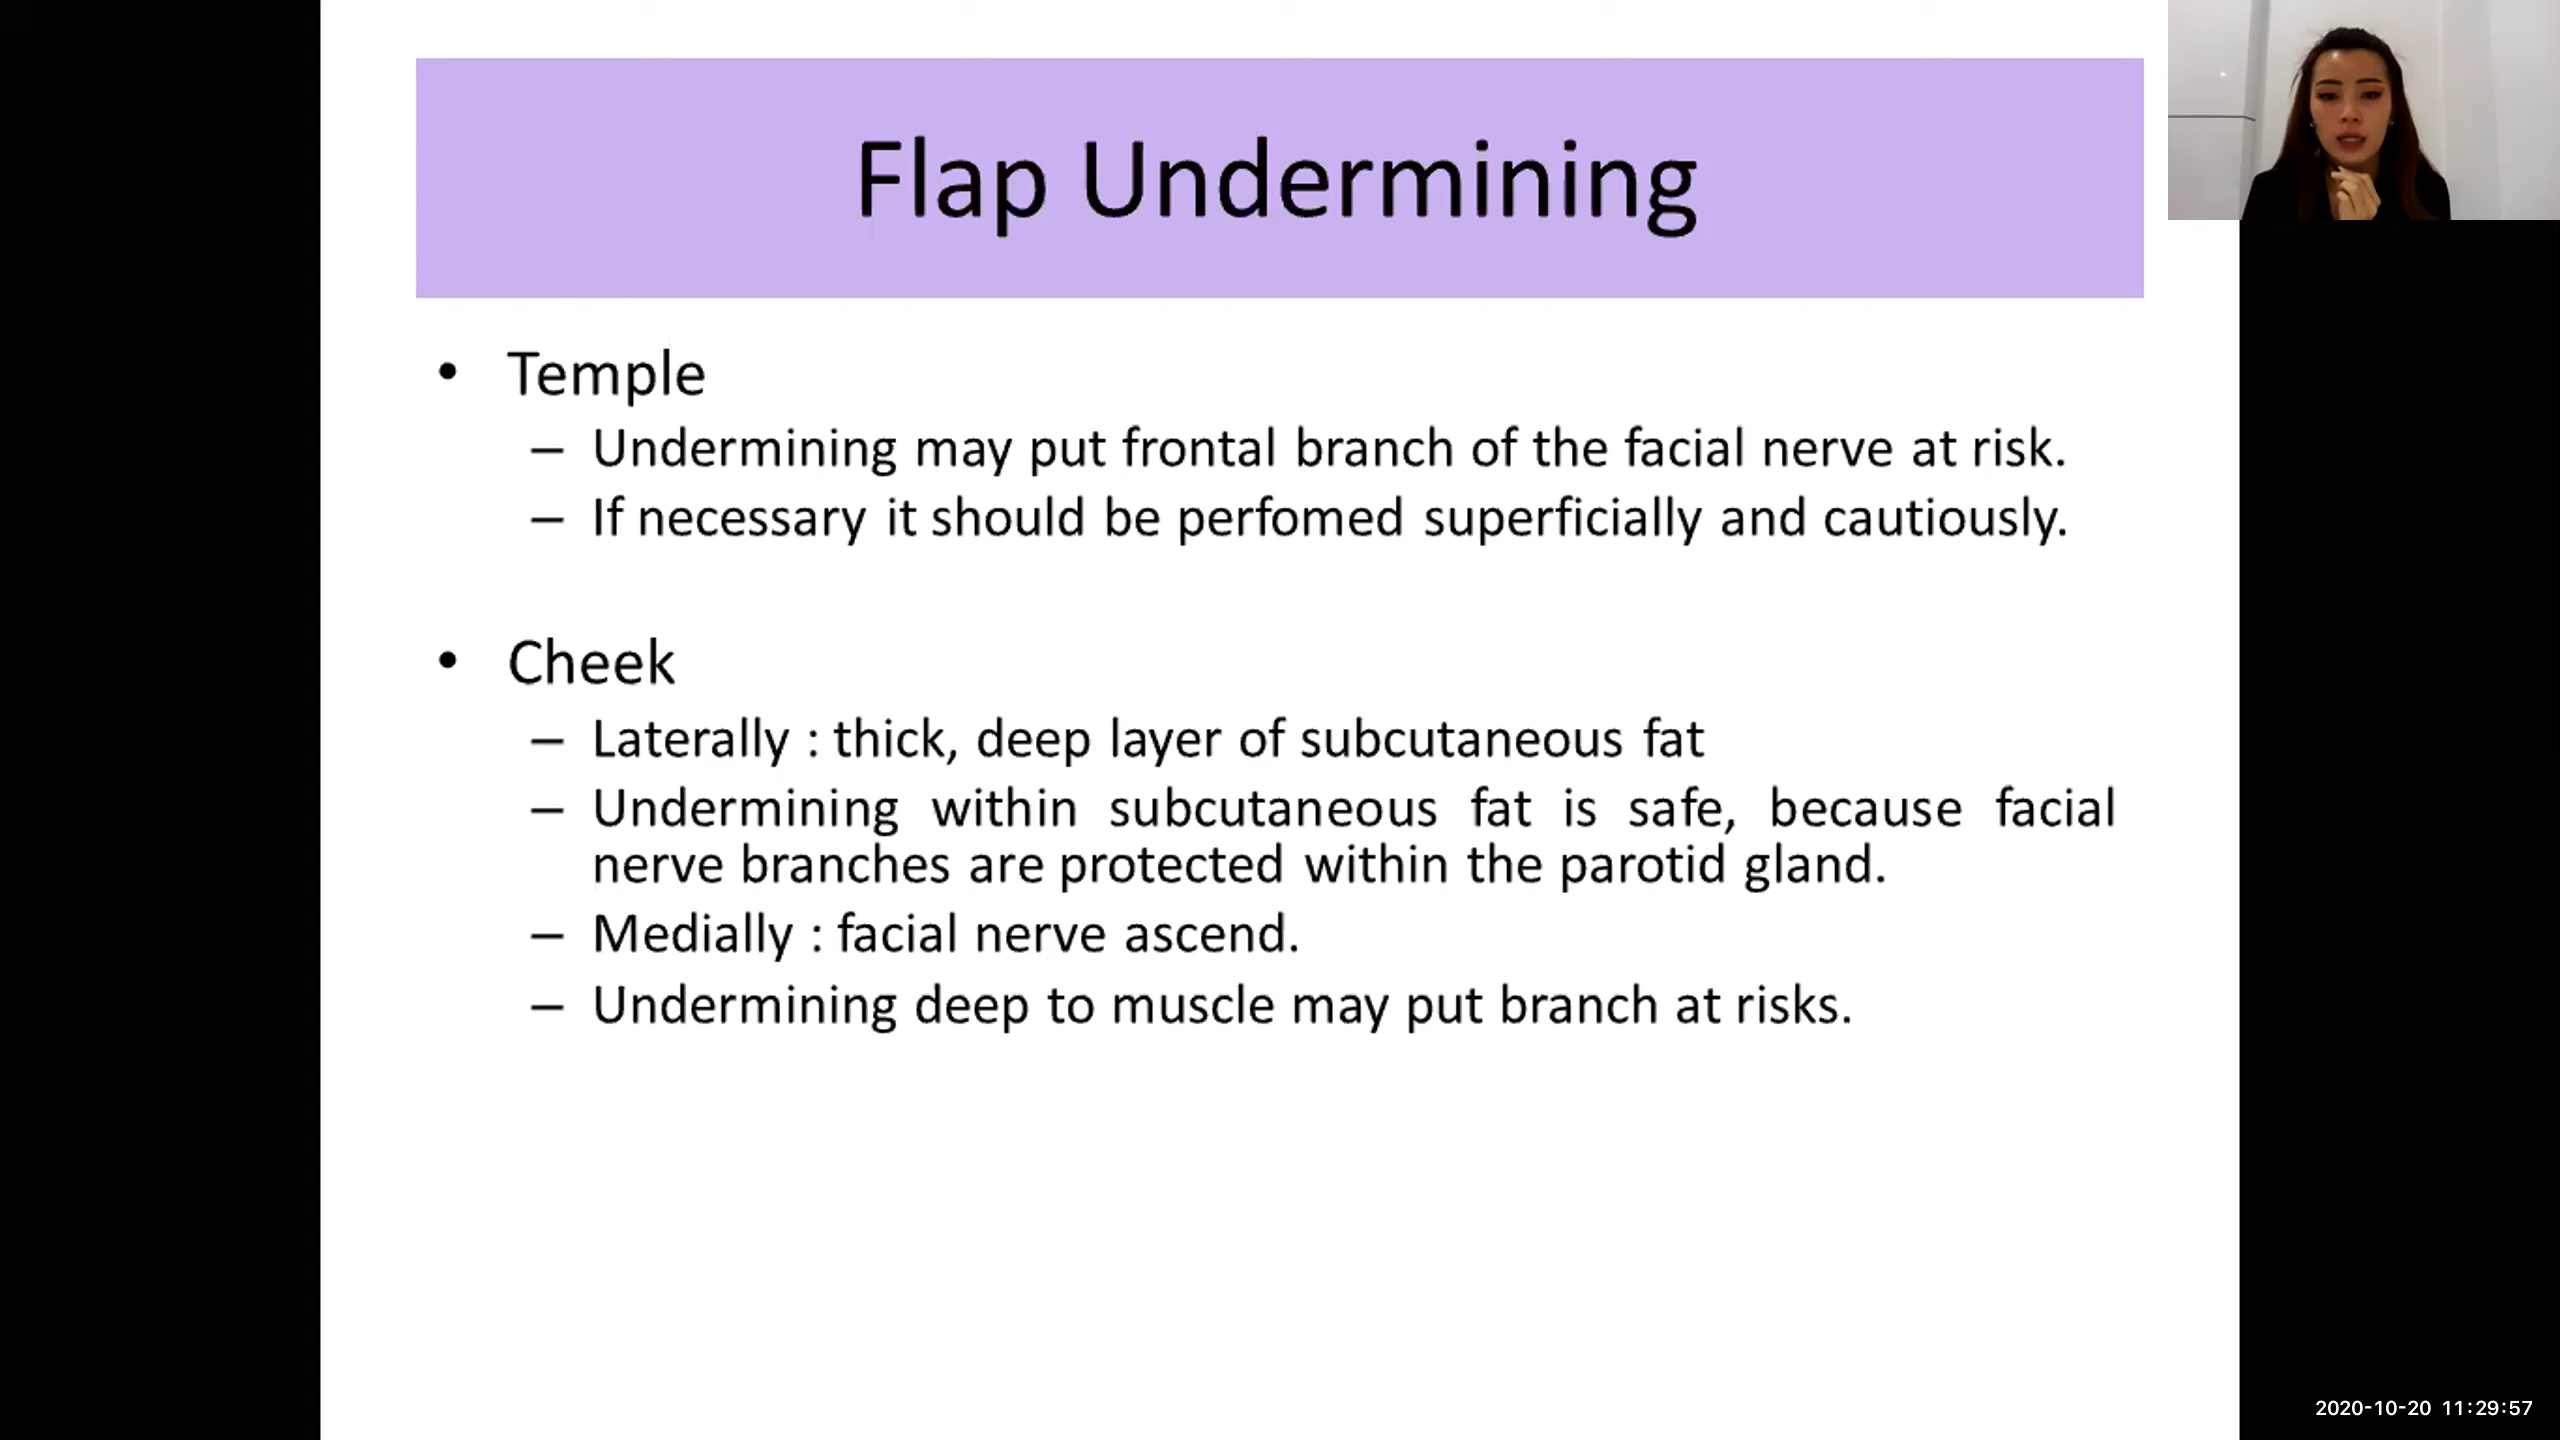 Flap Undermining
• Temple
– Undermining may put frontal branch of the facial nerve at risk.
– If necessary it should be perfomed superficially and cautiously.
• Cheek
– Laterally : thick, deep layer of subcutaneous fat
– Undermining within subcutaneous fat is safe, because facial
nerve branches are protected within the parotid gland.
– Medially : facial nerve ascend.
– Undermining deep to muscle may put branch at risks.
2020-10-20 11:29:57